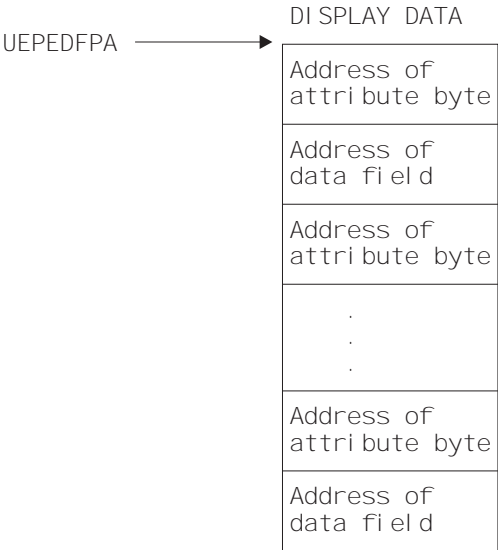 DISPLAY DATA
UEPEDFPA
Address of
attribute byte
Address of
data field
Address of
attribute byte
.
.
.
Address of
attribute byte
Address of
data field